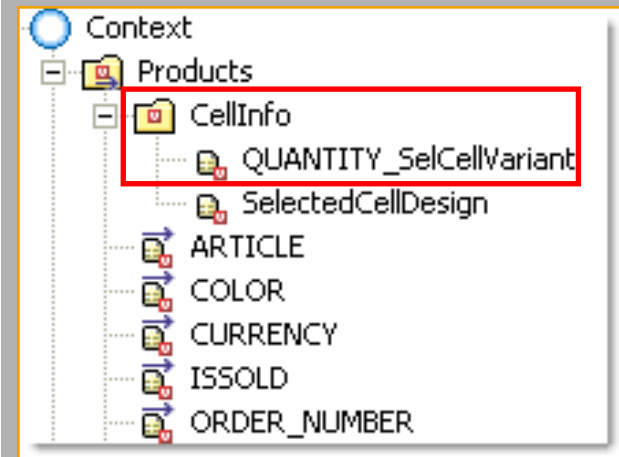 Context
Products
CellInfo
QUANTITY_SelCellVariant
SelectedCellDesign
ARTICLE
COLOR
CURRENCY
ISSOLD
ORDER_NUMBER